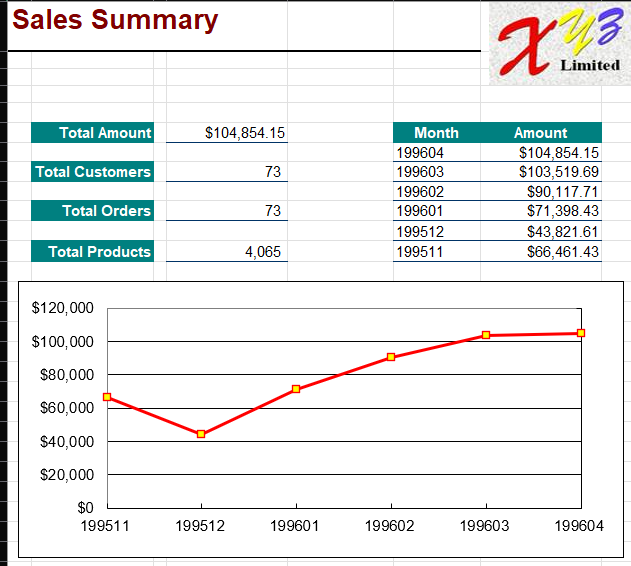 Sales Summary
XYZ
Limited
Total Amount $104,854.15
Total Customers 73
Total Orders 73
Total Products 4,065
Month Amount
199604 $104,854.15
199603 $103,519.69
199602 $90,117.71
199601 $71,398.43
199512 $43,821.61
199511 $66,461.43
$120,000
$100,000
$80,000
$60,000
$40,000
$20,000
$0
199511 199512 199601 199602 199603 199604